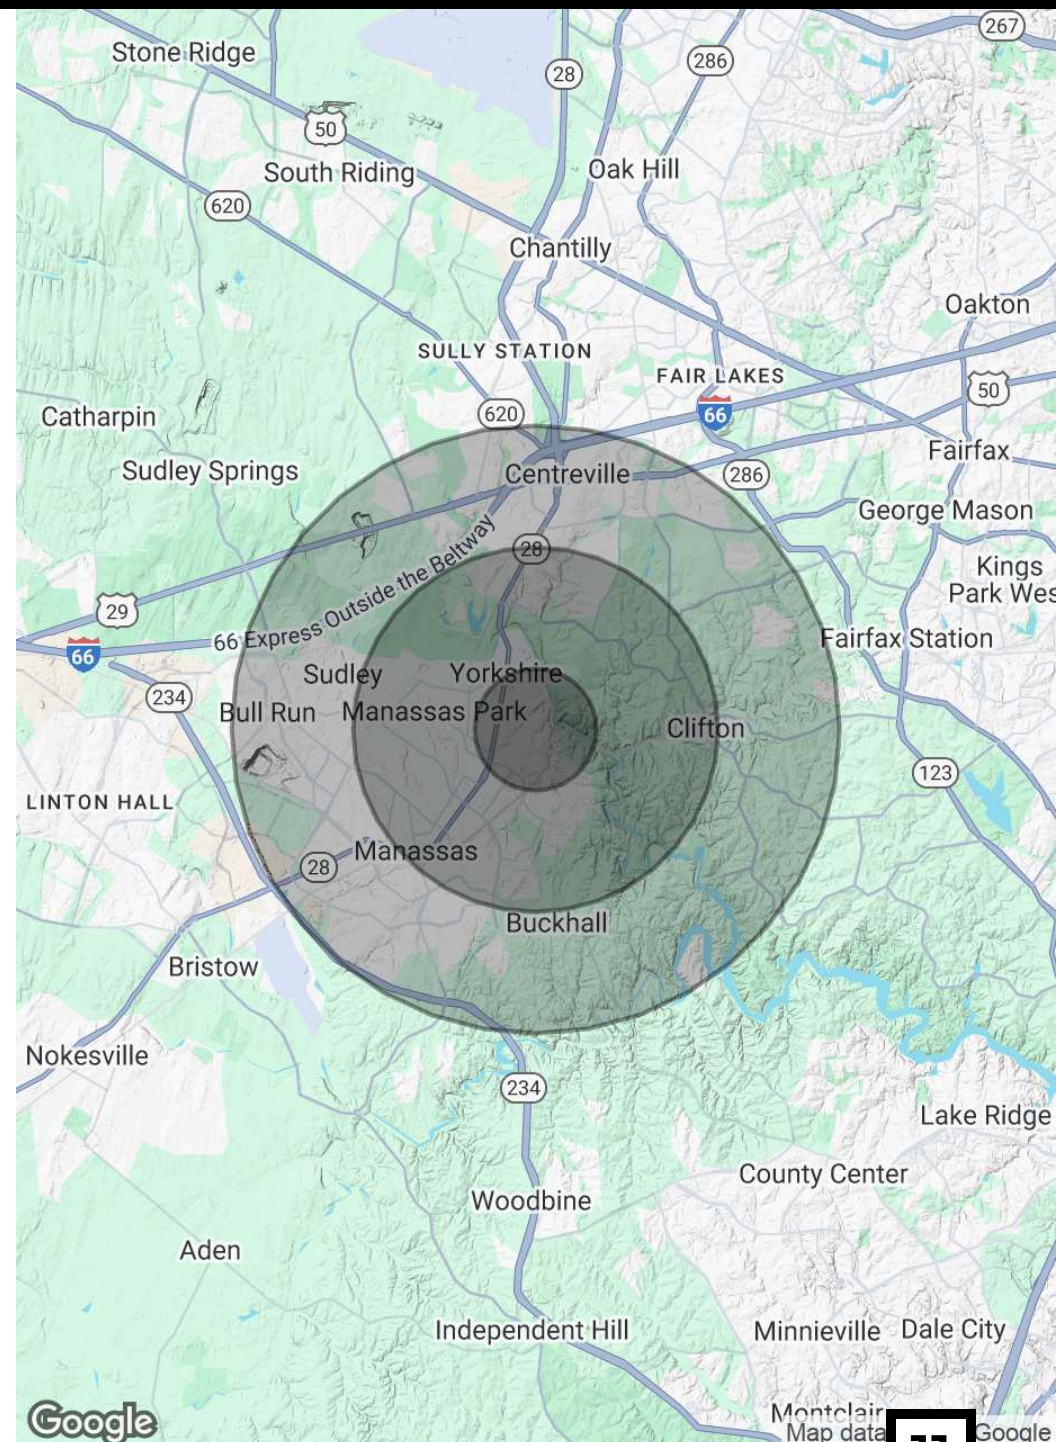 267
Stone Ridge
28
286
50
South Riding
Oak Hill
620
Chantilly
Oakton
SULLY STATION
FAIR LAKES
50
620
66
Catharpin
Fairfax
Sudley Springs
Centreville
286
George Mason
28
Kings
Park Wes
66 Express Outside the Beltway
29
Fairfax Station
66
Sudley
Yorkshire
234
Bull Run
Manassas Park
Clifton
123
LINTON HALL
Manassas
28
Buckhall
Bristow
Nokesville
234
Lake Ridge
County Center
Woodbine
Aden
Independent Hill
Minnieville
Dale City
Montclair
Google
Map data
Google